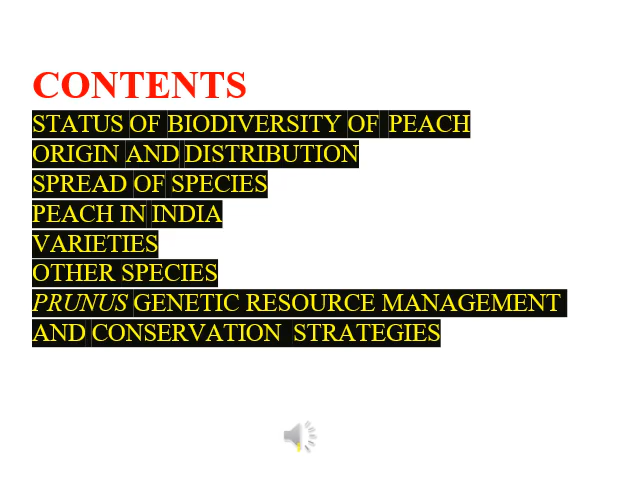 CONTENTS
STATUS OF BIODIVERSITY OF PEACH
ORIGIN AND DISTRIBUTION
SPREAD OF SPECIES
PEACH IN INDIA
VARIETIES
OTHER SPECIES
PRUNUS GENETIC RESOURCE MANAGEMENT
AND CONSERVATION STRATEGIES